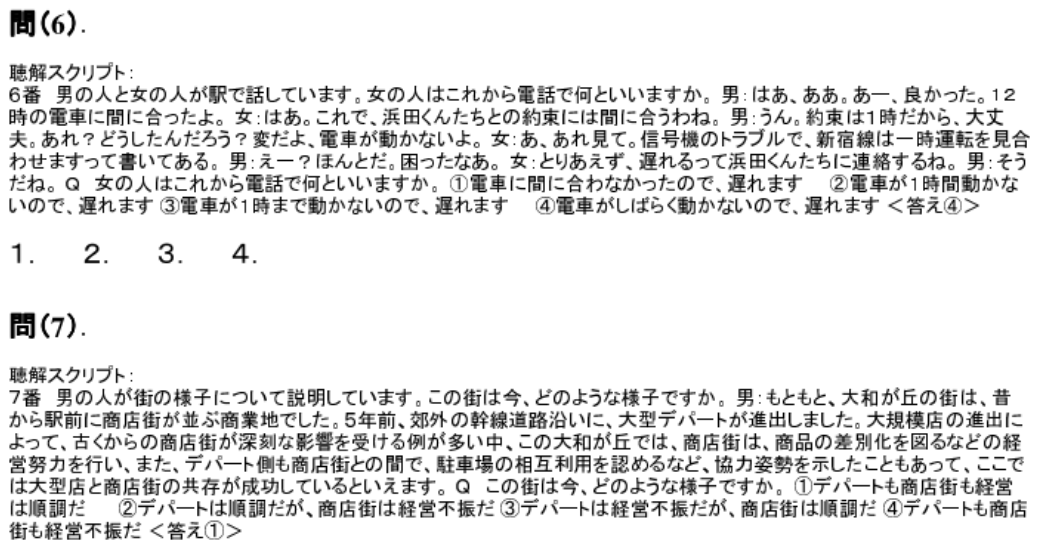 問(6).
聴解スクリプト:
6番　男の人と女の人が駅で話しています。女の人はこれから電話で何といいますか。 男:はあ、ああ。あー、良かった。12
時の電車に間に合ったよ。 女:はあ。これで、浜田くんたちとの約束には間に合うわね。 男:うん。約束は1時だから、大丈
夫。あれ?どうしたんだろう?変だよ、電車が動かないよ。 女:あ、あれ見て。信号機のトラブルで、新宿線は一時運転を見合
わせますって書いてある。 男:えー?ほんとだ。困ったなあ。 女:とりあえず、遅れるって浜田くんたちに連絡するね。 男:そう
だね。 Q　女の人はこれから電話で何といいますか。 ①電車に間に合わなかったので、遅れます　 ②電車が1時間動かな
いので、遅れます ③電車が1時まで動かないので、遅れます　 ④電車がしばらく動かないので、遅れます <答え④>
1.　2.　3.　4.
問(7).
聴解スクリプト:
7番　男の人が街の様子について説明しています。この街は今、どのような様子ですか。 男:もともと、大和が丘の街は、昔
から駅前に商店街が並ぶ商業地でした。5年前、郊外の幹線道路沿いに、大型デパートが進出しました。大規模店の進出に
よって、古くからの商店街が深刻な影響を受ける例が多い中、この大和が丘では、商店街は、商品の差別化を図るなどの経
営努力を行い、また、デパート側も商店街との間で、駐車場の相互利用を認めるなど、協力姿勢を示したこともあって、ここで
は大型店と商店街の共存が成功しているといえます。 Q　この街は今、どのような様子ですか。 ①デパートも商店街も経営
は順調だ　 ②デパートは順調だが、商店街は経営不振だ ③デパートは経営不振だが、商店街は順調だ ④デパートも商店
街も経営不振だ <答え①>